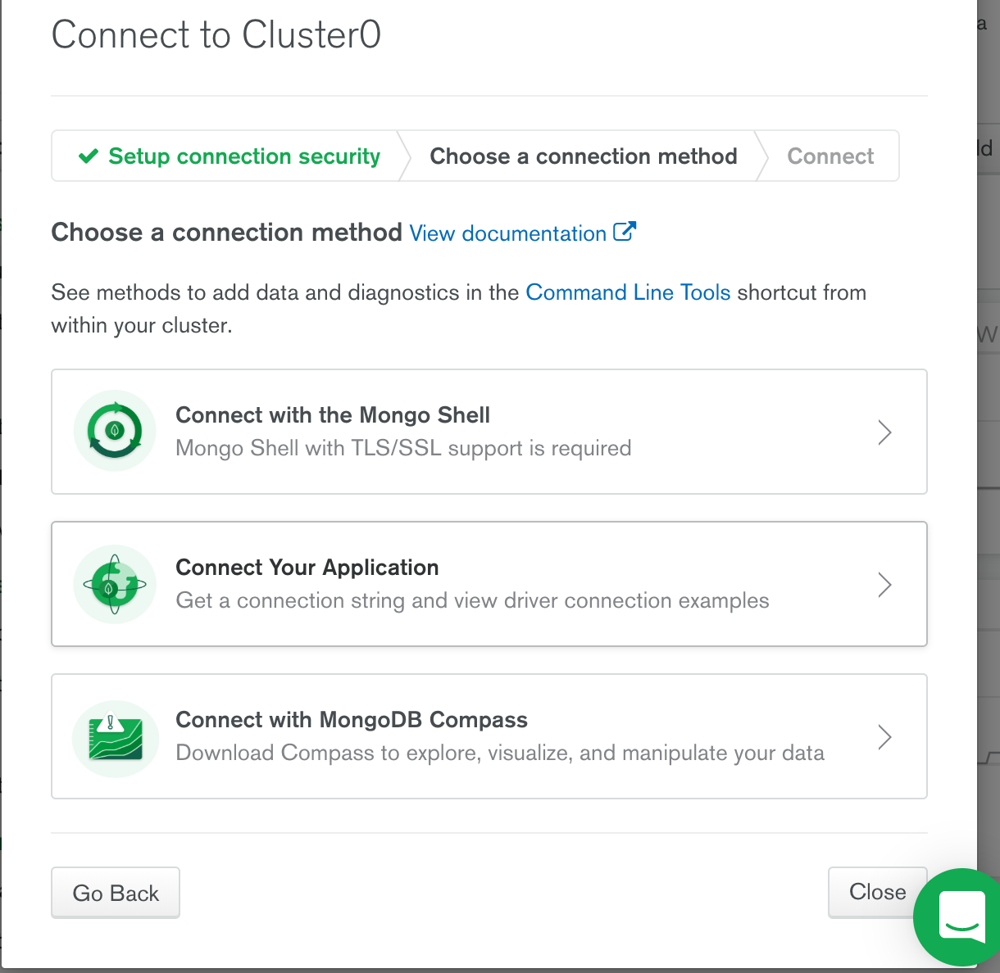 Connect to Cluster0
Setup connection security
Choose a connection method
Connect
Choose a connection method View documentation
See methods to add data and diagnostics in the Command Line Tools shortcut from
within your cluster.
Connect with the Mongo Shell
Mongo Shell with TLS/SSL support is required
Connect Your Application
Get a connection string and view driver connection examples
Connect with MongoDB Compass
Download Compass to explore, visualize, and manipulate your data
Go Back
Close